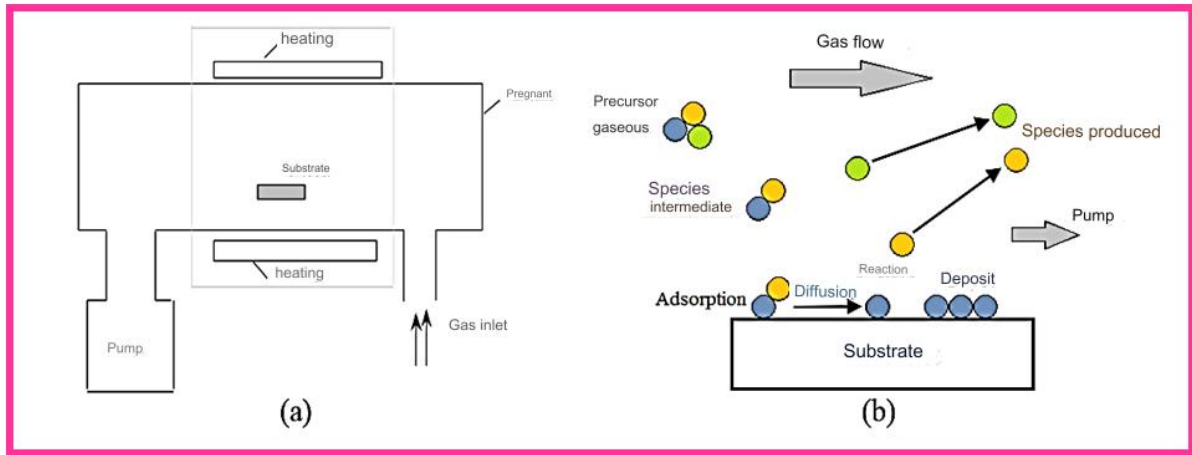 heating
Pregnant
Substrate
heating
Gas inlet
Pump
(a)
Gas flow
Precursor
gaseous
Species produced
Species
intermediate
Pump
Reaction
Deposit
Adsorption
Diffusion
Substrate
(b)